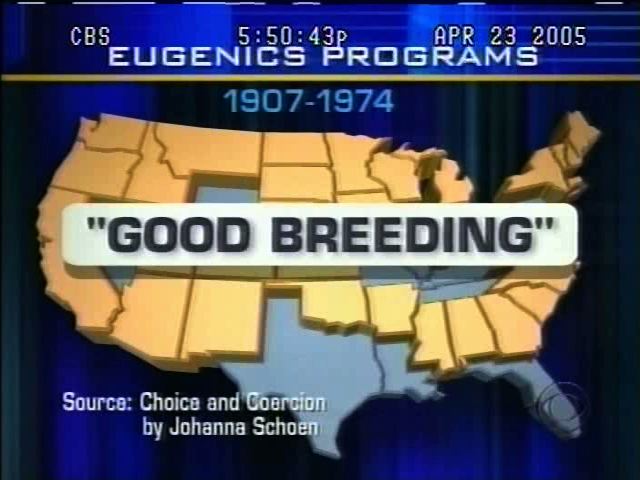 CBS 5:50:43p APR 23 2005
EUGENICS PROGRAMS
1907-1974
"GOOD BREEDING"
Source: Choice and Coercion
by Johanna Schoen